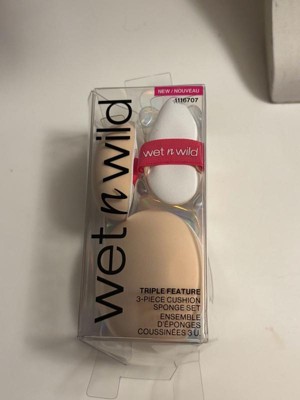 NEW / NOUVEAU
1116707
wet n wild
wet n wild
TRIPLE FEATURE
3-PIECE CUSHION
SPONGE SET
ENSEMBLE
D'ÉPONGES
COUSSINÉES 3 U.